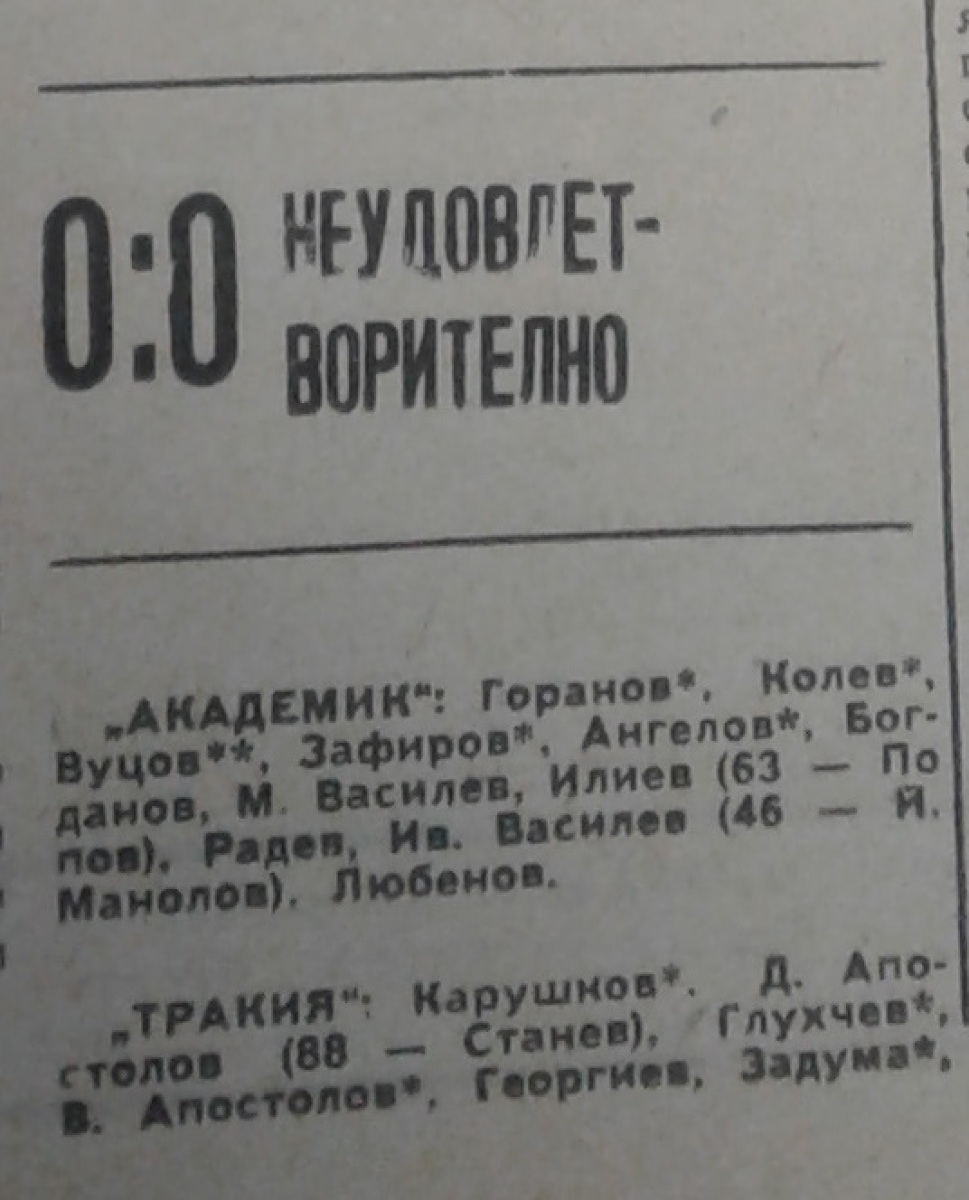 0:0 НЕУДОВЛЕТ-
ВОРИТЕЛНО
„АКАДЕМИК“: Горанов*, Колев*,
Вуцов**, Зафиров*, Ангелов*, Бог-
данов, М. Василев, Илиев (63 — По
пов), Радев, Ив. Василев (46 — Й.
Манолов), Любенов.
„ТРАКИЯ“: Карушков*. Д. Апо-
столов (88 — Станев), Глухчев*,
В. Апостолов*, Георгиев, Задума*,